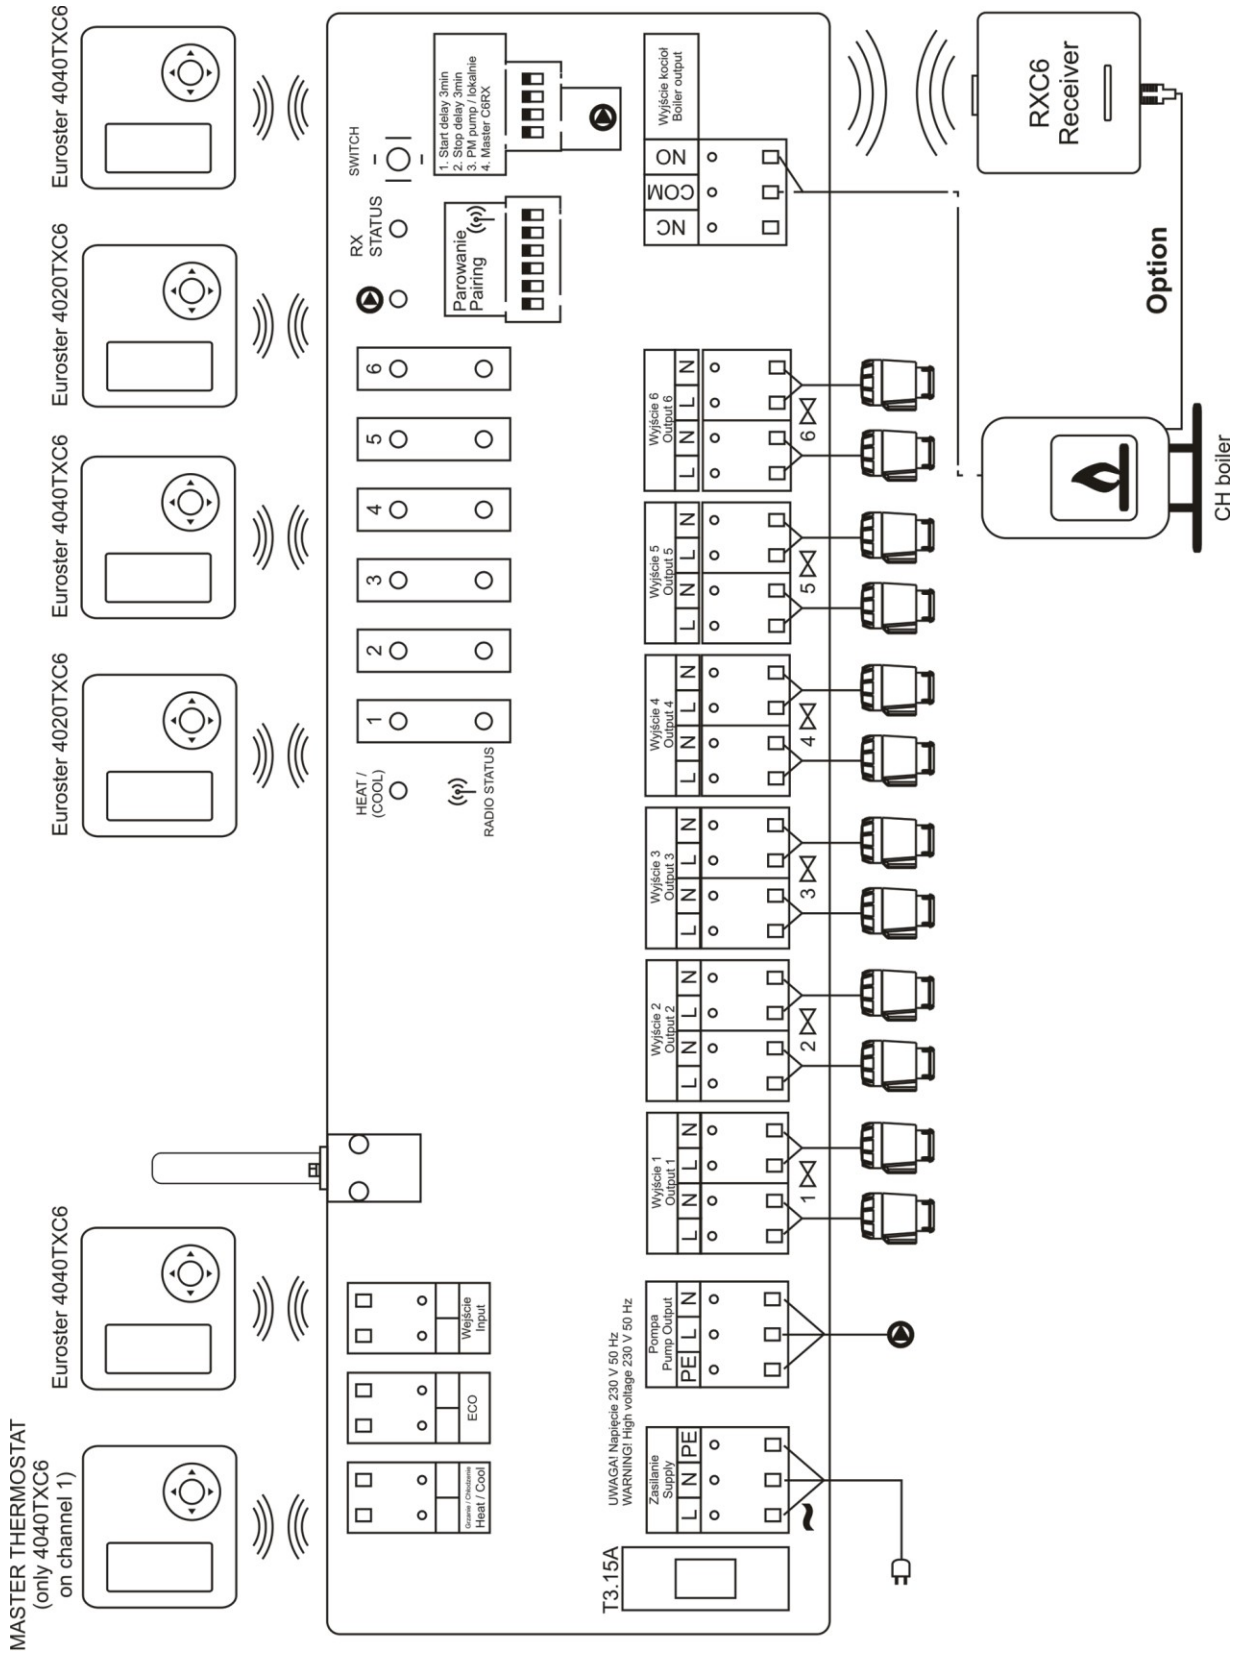 MASTER THERMOSTAT
(only 4040TXC6
on channel 1)
Euroster 4040TXC6
Euroster 4020TXC6
Euroster 4040TXC6
Euroster 4020TXC6
Euroster 4040TXC6
Grzanie / Chłodzenie
Heat / Cool
ECO
Wejście
Input
HEAT /
(COOL)
RADIO STATUS
1
2
3
4
5
6
RX
STATUS
SWITCH
Parowanie
Pairing
1. Start delay 3min
2. Stop delay 3min
3. PM pump / lokalnie
4. Master C6RX
T3.15A
UWAGA! Napięcie 230 V 50 Hz
WARNING! High voltage 230 V 50 Hz
Zasilanie
Supply
L N PE
~
Pompa
Pump Output
PE L N
Wyjście 1
Output 1
L N L N
1
Wyjście 2
Output 2
L N L N
2
Wyjście 3
Output 3
L N L N
3
Wyjście 4
Output 4
L N L N
4
Wyjście 5
Output 5
L N L N
5
Wyjście 6
Output 6
L N L N
6
Wyjście kocioł
Boiler output
NC COM NO
RXC6
Receiver
Option
CH boiler